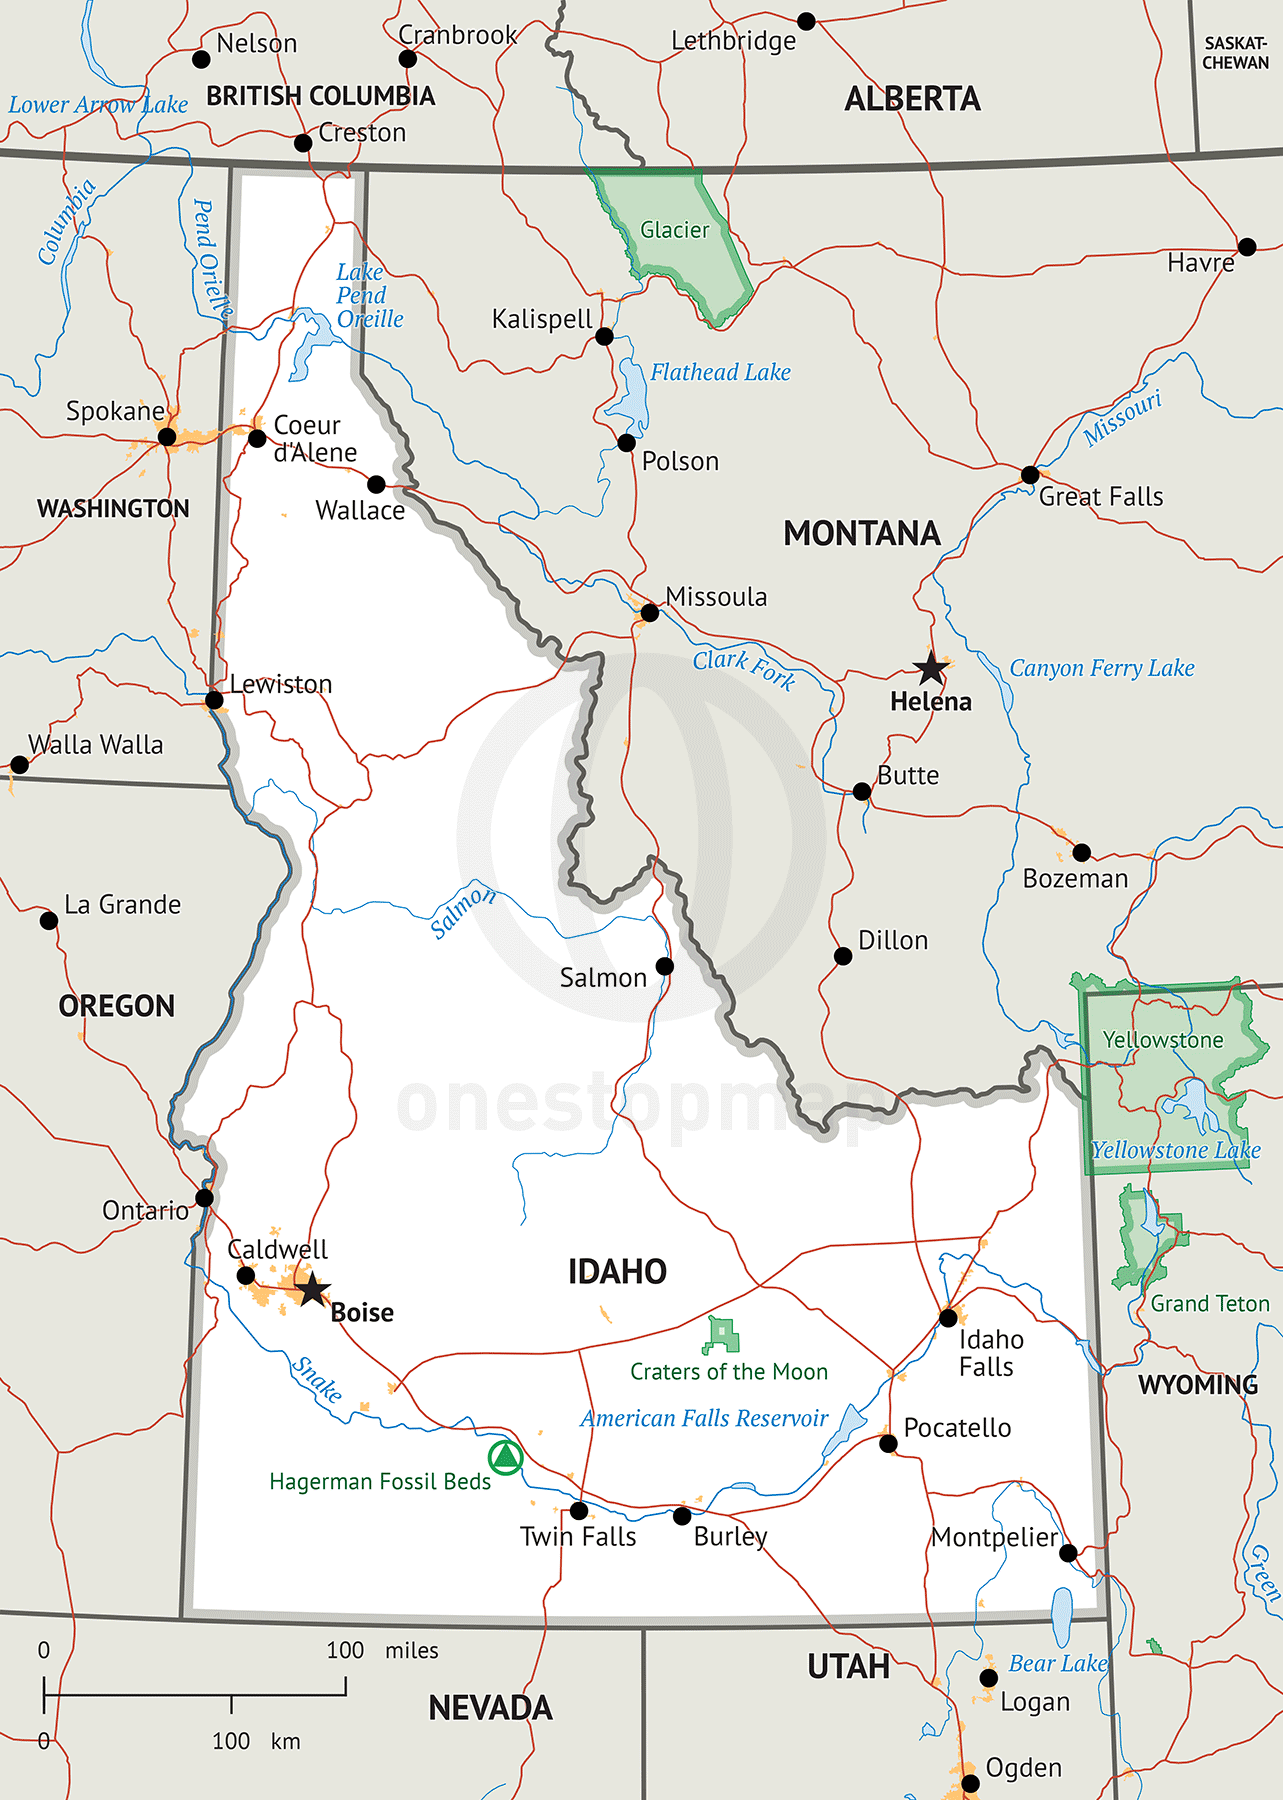 Nelson
Cranbrook
Lethbridge
SASKAT-
CHEWAN
Lower Arrow Lake
BRITISH COLUMBIA
ALBERTA
Creston
Columbia
Pend Orielle
Glacier
Havre
Lake
Pend
Oreille
Kalispell
Flathead Lake
Missouri
Spokane
Coeur
d'Alene
Polson
WASHINGTON
Wallace
Great Falls
MONTANA
Missoula
Clark Fork
Canyon Ferry Lake
Helena
Lewiston
Walla Walla
Butte
La Grande
Bozeman
Salmon
Dillon
Salmon
OREGON
Yellowstone
onestopmap
Yellowstone Lake
Ontario
Caldwell
IDAHO
Boise
Grand Teton
Idaho
Falls
Craters of the Moon
Snake
WYOMING
American Falls Reservoir
Pocatello
Hagerman Fossil Beds
Twin Falls
Burley
Montpelier
Green
0 100 miles
UTAH
Bear Lake
NEVADA
Logan
0 100 km
Ogden